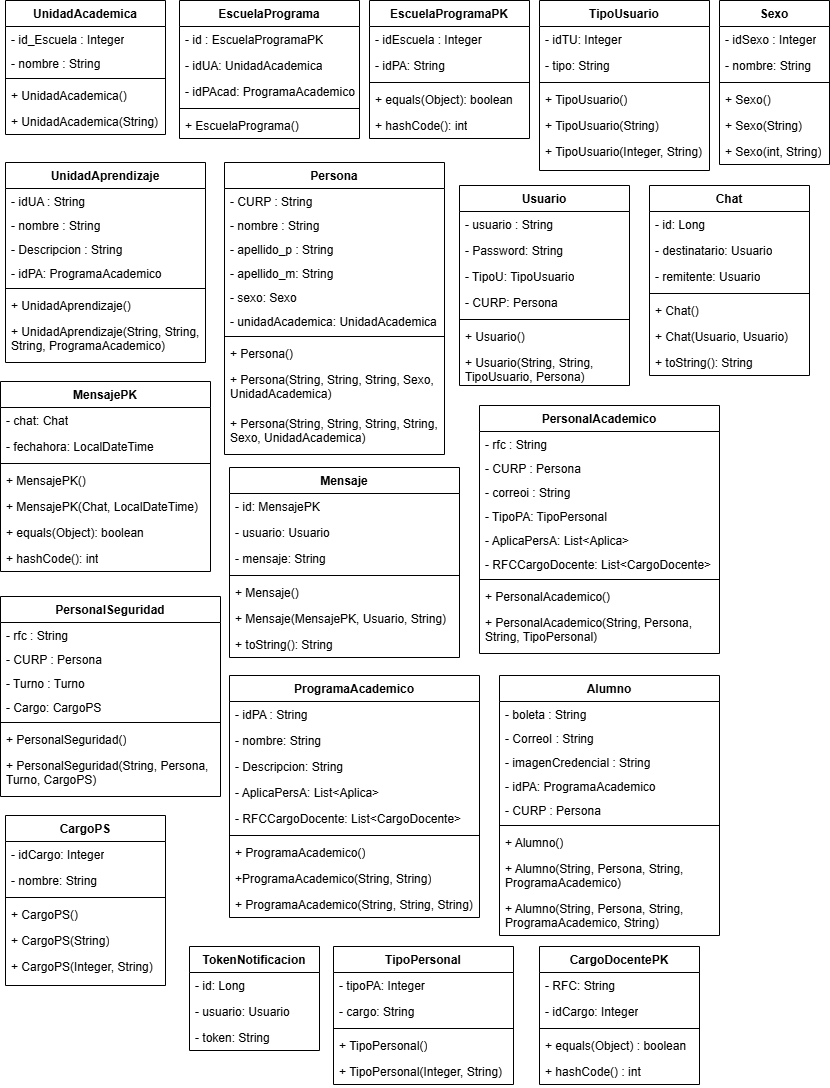 UnidadAcademica
- id_Escuela : Integer
- nombre : String
+ UnidadAcademica()
+ UnidadAcademica(String)
EscuelaPrograma
- id : EscuelaProgramaPK
- idUA: UnidadAcademica
- idPAcad: ProgramaAcademico
+ EscuelaPrograma()
EscuelaProgramaPK
- idEscuela : Integer
- idPA: String
+ equals(Object): boolean
+ hashCode(): int
TipoUsuario
- idTU: Integer
- tipo: String
+ TipoUsuario()
+ TipoUsuario(String)
+ TipoUsuario(Integer, String)
Sexo
- idSexo : Integer
- nombre: String
+ Sexo()
+ Sexo(String)
+ Sexo(int, String)
UnidadAprendizaje
- idUA : String
- nombre : String
- Descripcion : String
- idPA: ProgramaAcademico
+ UnidadAprendizaje()
+ UnidadAprendizaje(String, String,
String, ProgramaAcademico)
Persona
- CURP : String
- nombre : String
- apellido_p : String
- apellido_m: String
- sexo: Sexo
- unidadAcademica: UnidadAcademica
+ Persona()
+ Persona(String, String, String, Sexo,
UnidadAcademica)
+ Persona(String, String, String, String,
Sexo, UnidadAcademica)
Usuario
- usuario : String
- Password: String
- TipoU: TipoUsuario
- CURP: Persona
+ Usuario()
+ Usuario(String, String,
TipoUsuario, Persona)
Chat
- id: Long
- destinatario: Usuario
- remitente: Usuario
+ Chat()
+ Chat(Usuario, Usuario)
+ toString(): String
MensajePK
- chat: Chat
- fechahora: LocalDateTime
+ MensajePK()
+ MensajePK(Chat, LocalDateTime)
+ equals(Object): boolean
+ hashCode(): int
Mensaje
- id: MensajePK
- usuario: Usuario
- mensaje: String
+ Mensaje()
+ Mensaje(MensajePK, Usuario, String)
+ toString(): String
PersonalAcademico
- rfc : String
- CURP : Persona
- correoi : String
- TipoPA: TipoPersonal
- AplicaPersA: List<Aplica>
- RFCCargoDocente: List<CargoDocente>
+ PersonalAcademico()
+ PersonalAcademico(String, Persona,
String, TipoPersonal)
PersonalSeguridad
- rfc : String
- CURP : Persona
- Turno : Turno
- Cargo: CargoPS
+ PersonalSeguridad()
+ PersonalSeguridad(String, Persona,
Turno, CargoPS)
ProgramaAcademico
- idPA : String
- nombre: String
- Descripcion: String
- AplicaPersA: List<Aplica>
- RFCCargoDocente: List<CargoDocente>
+ ProgramaAcademico()
+ProgramaAcademico(String, String)
+ ProgramaAcademico(String, String, String)
Alumno
- boleta : String
- CorreoI : String
- imagenCredencial : String
- idPA: ProgramaAcademico
- CURP : Persona
+ Alumno()
+ Alumno(String, Persona, String,
ProgramaAcademico)
+ Alumno(String, Persona, String,
ProgramaAcademico, String)
CargoPS
- idCargo: Integer
- nombre: String
+ CargoPS()
+ CargoPS(String)
+ CargoPS(Integer, String)
TokenNotificacion
- id: Long
- usuario: Usuario
- token: String
TipoPersonal
- tipoPA: Integer
- cargo: String
+ TipoPersonal()
+ TipoPersonal(Integer, String)
CargoDocentePK
- RFC: String
- idCargo: Integer
+ equals(Object) : boolean
+ hashCode() : int